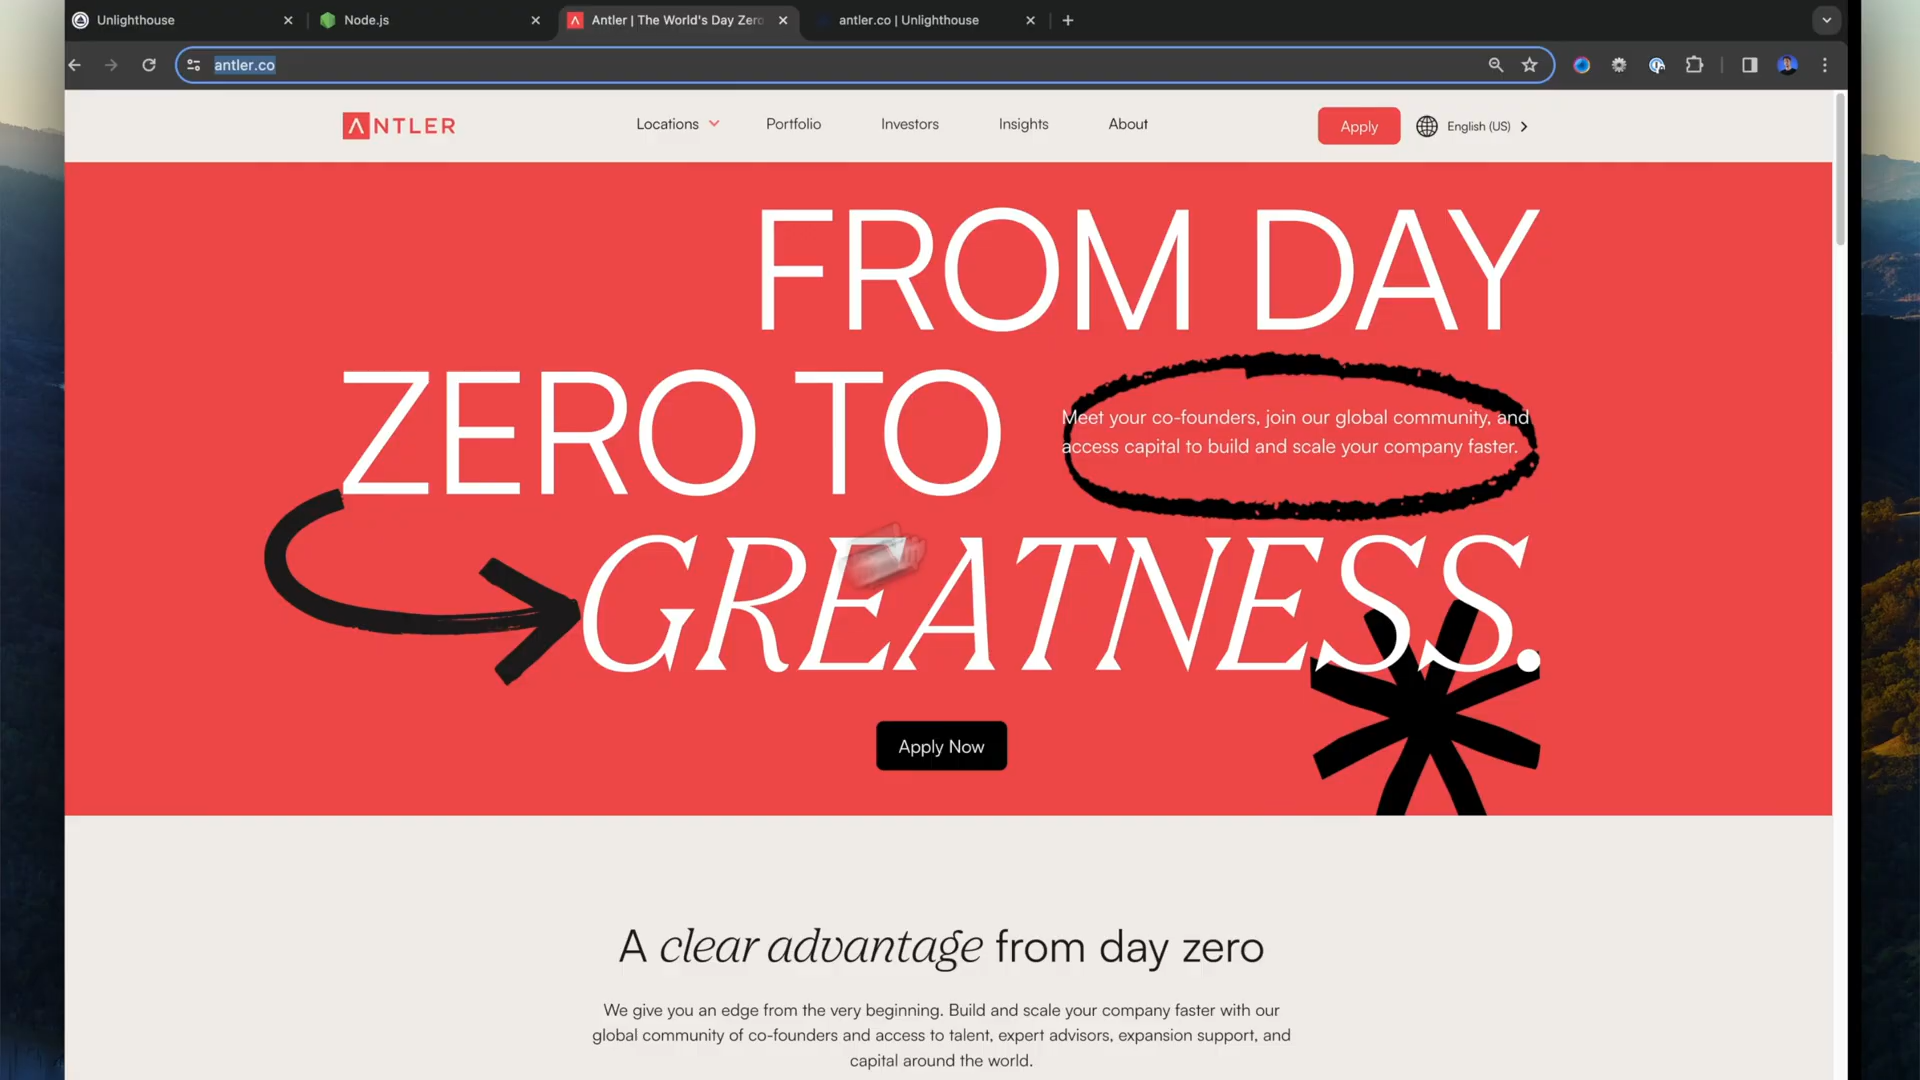 Unlighthouse
Node.js
Antler | The World's Day Zero
antler.co | Unlighthouse
antler.co
ANTLER
Locations
Portfolio
Investors
Insights
About
Apply
English (US)
FROM DAY
ZERO TO
Meet your co-founders, join our global community, and
access capital to build and scale your company faster.
GREATNESS.
Apply Now
A clear advantage from day zero
We give you an edge from the very beginning. Build and scale your company faster with our
global community of co-founders and access to talent, expert advisors, expansion support, and
capital around the world.